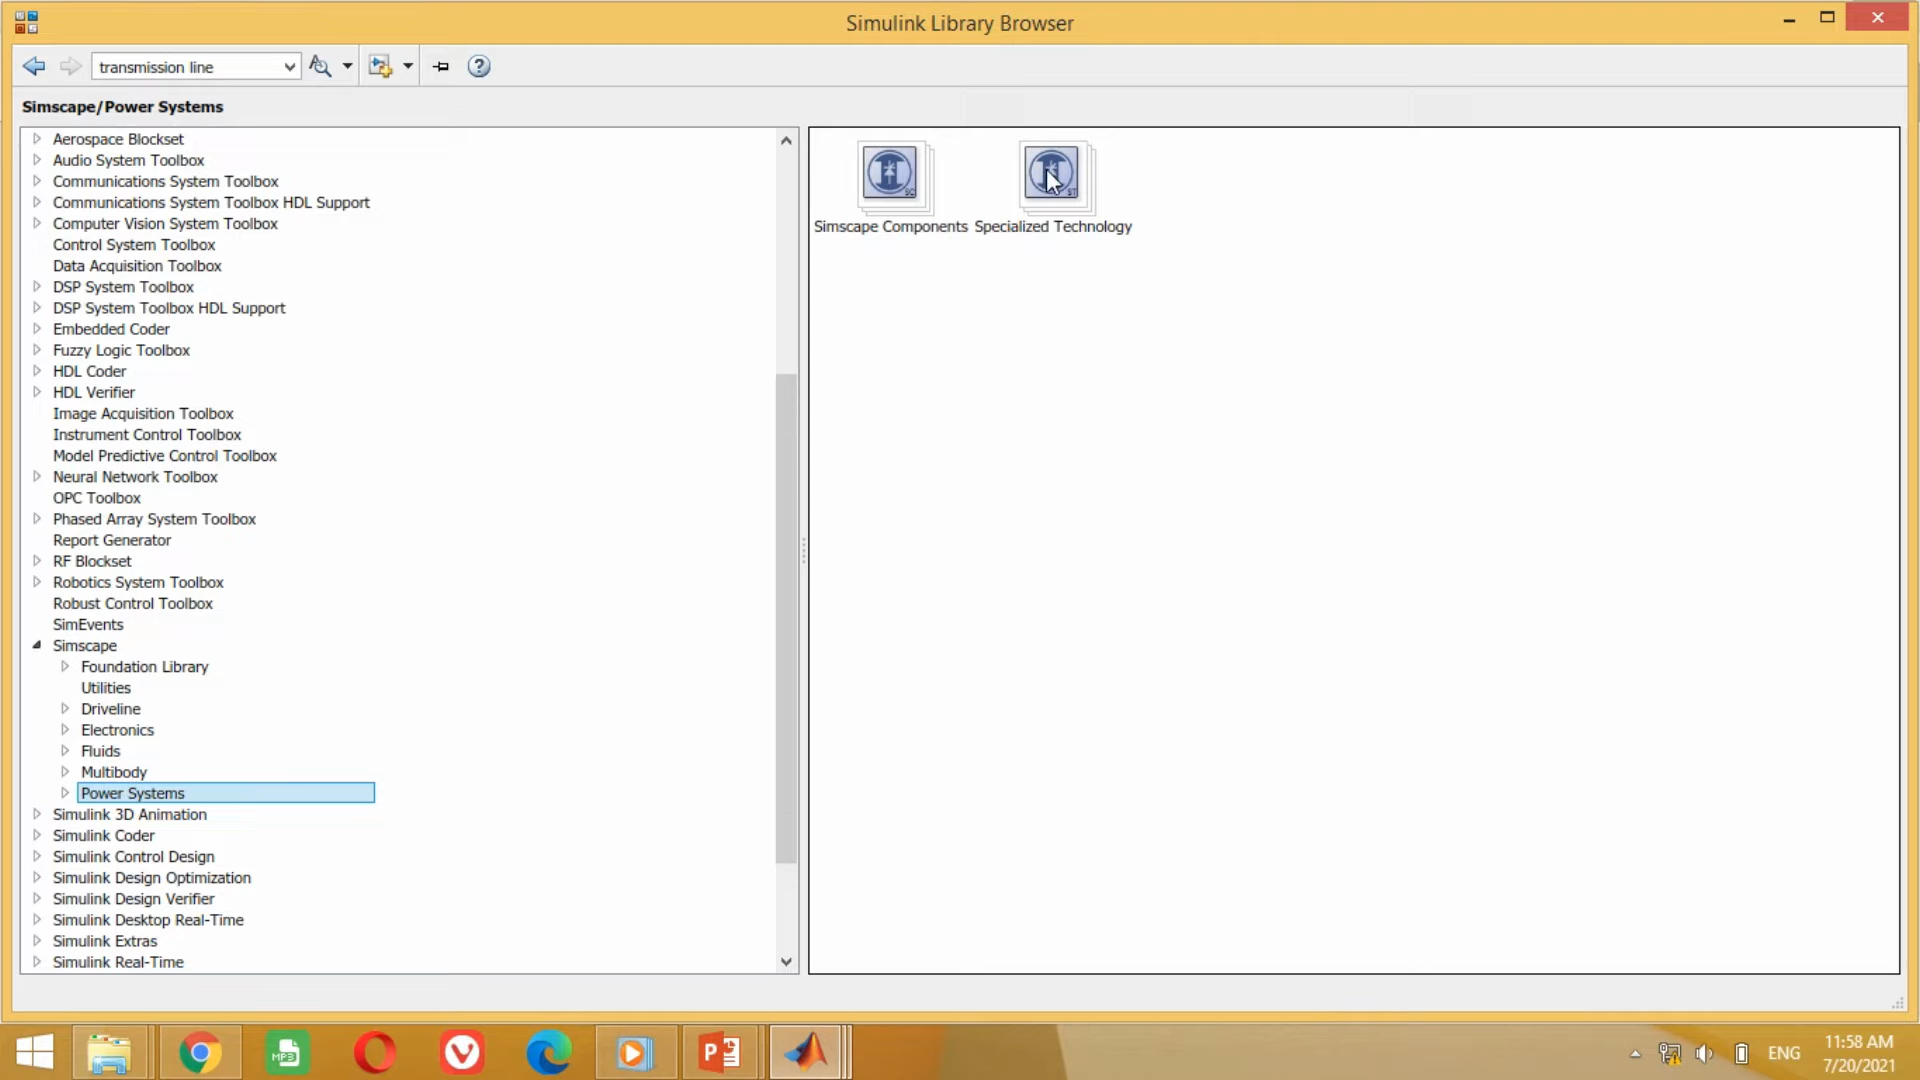 Simulink Library Browser
transmission line
Simscape/Power Systems
Aerospace Blockset
Audio System Toolbox
Communications System Toolbox
Communications System Toolbox HDL Support
Computer Vision System Toolbox
Control System Toolbox
Data Acquisition Toolbox
DSP System Toolbox
DSP System Toolbox HDL Support
Embedded Coder
Fuzzy Logic Toolbox
HDL Coder
HDL Verifier
Image Acquisition Toolbox
Instrument Control Toolbox
Model Predictive Control Toolbox
Neural Network Toolbox
OPC Toolbox
Phased Array System Toolbox
Report Generator
RF Blockset
Robotics System Toolbox
Robust Control Toolbox
SimEvents
Simscape
Foundation Library
Utilities
Driveline
Electronics
Fluids
Multibody
Power Systems
Simulink 3D Animation
Simulink Coder
Simulink Control Design
Simulink Design Optimization
Simulink Design Verifier
Simulink Desktop Real-Time
Simulink Extras
Simulink Real-Time
SC
ST
Simscape Components Specialized Technology
MP3
P
ENG
11:58 AM
7/20/2021